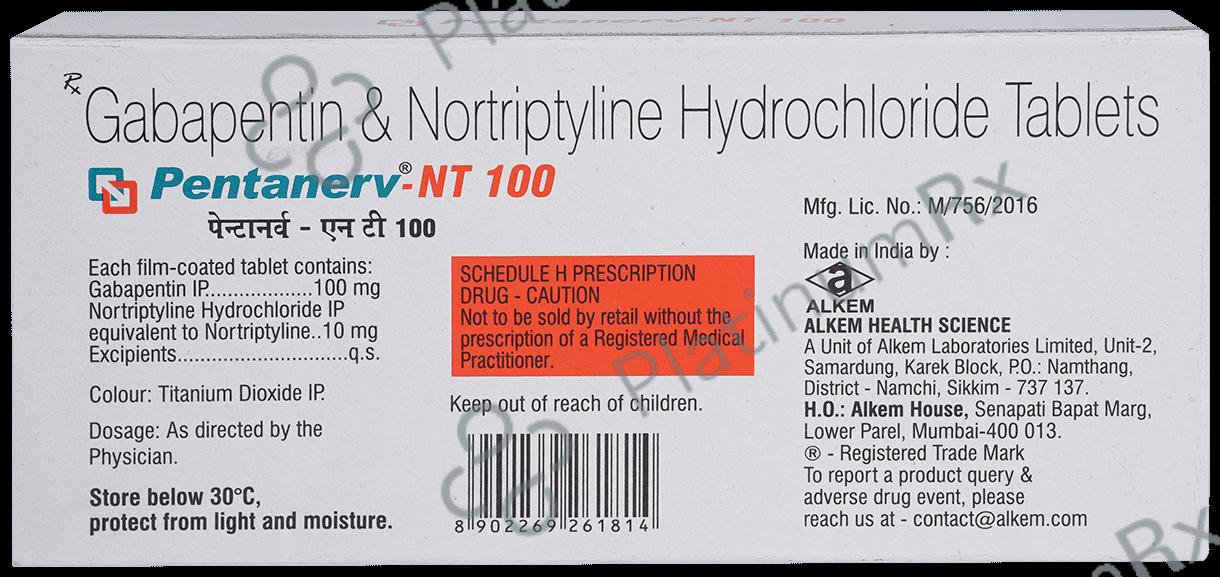 Pentanerv® NT 100
Rx Gabapentin & Nortriptyline Hydrochloride Tablets
Pentanerv®-NT 100
पेन्टानर्व - एन टी 100
Each film-coated tablet contains:
Gabapentin IP...................100 mg
Nortriptyline Hydrochloride IP
equivalent to Nortriptyline..10 mg
Excipients.............................q.s.
Colour: Titanium Dioxide IP.
Dosage: As directed by the
Physician.
Store below 30°C,
protect from light and moisture.
SCHEDULE H PRESCRIPTION
DRUG - CAUTION
Not to be sold by retail without the
prescription of a Registered Medical
Practitioner.
Keep out of reach of children.
8 902269 261814
Mfg. Lic. No.: M/756/2016
Made in India by :
a
ALKEM
ALKEM HEALTH SCIENCE
A Unit of Alkem Laboratories Limited, Unit-2,
Samardung, Karek Block, P.O.: Namthang,
District - Namchi, Sikkim - 737 137.
H.O.: Alkem House, Senapati Bapat Marg,
Lower Parel, Mumbai-400 013.
® - Registered Trade Mark
To report a product query &
adverse drug event, please
reach us at - contact@alkem.com
PlatinumRx